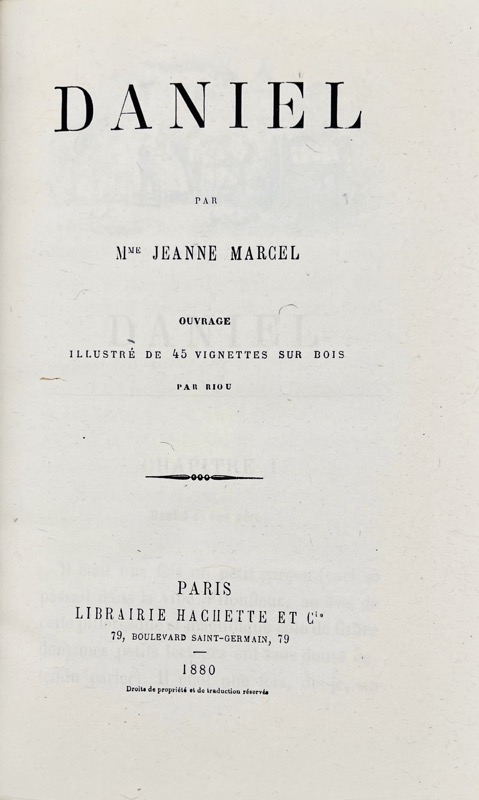 DANIEL
PAR
Mᴹᴱ JEANNE MARCEL
OUVRAGE
ILLUSTRÉ DE 45 VIGNETTES SUR BOIS
PAR RIOU
PARIS
LIBRAIRIE HACHETTE ET Cⁱᵉ
79, BOULEVARD SAINT-GERMAIN, 79
1880
Droits de propriété et de traduction réservés